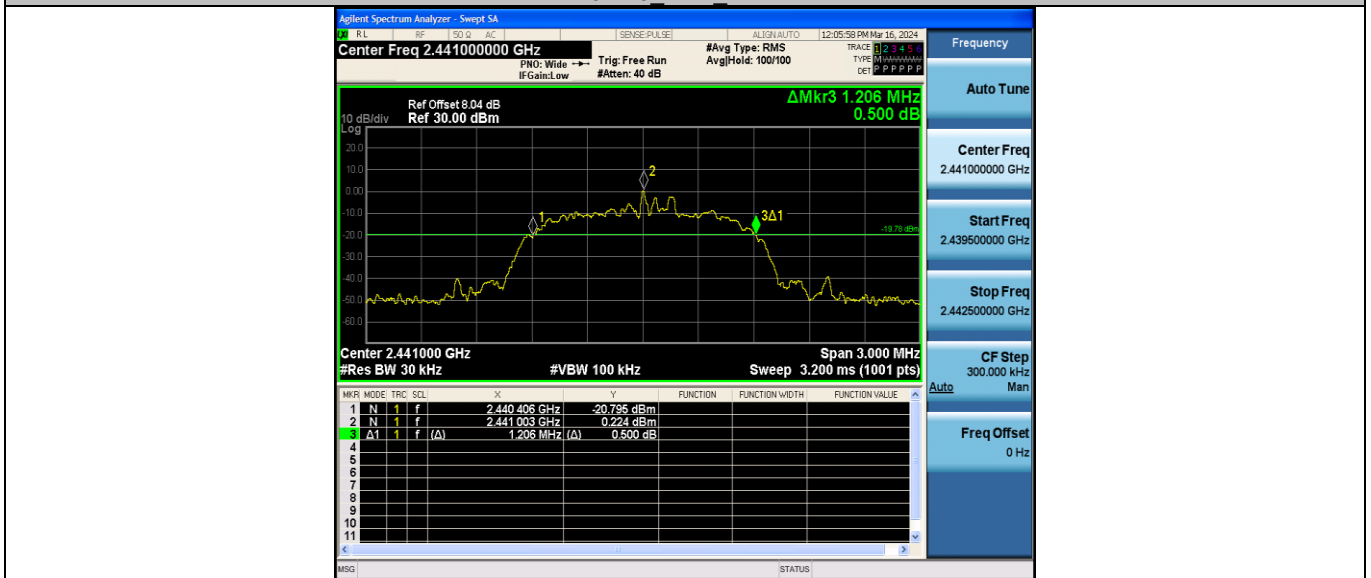 Agilent Spectrum Analyzer - Swept SA
RL RF 50 Ω AC SENSE:PULSE ALIGNAUTO 12:05:58 PM Mar 16, 2024
Center Freq 2.441000000 GHz
PNO: Wide
IFGain:Low
Trig: Free Run
#Atten: 40 dB
#Avg Type: RMS
Avg|Hold: 100/100
TRACE 1 2 3 4 5 6
TYPE M
DET P P P P P P
Frequency
Auto Tune
Center Freq
2.441000000 GHz
Start Freq
2.439500000 GHz
Stop Freq
2.442500000 GHz
CF Step
300.000 kHz
Auto Man
Freq Offset
0 Hz
ΔMkr3 1.206 MHz
0.500 dB
Ref Offset 8.04 dB
10 dB/div Ref 30.00 dBm
Log
20.0
10.0
0.00
-10.0
-20.0
-30.0
-40.0
-50.0
-60.0
1
2
3Δ1
-19.78 dBm
Center 2.441000 GHz Span 3.000 MHz
#Res BW 30 kHz #VBW 100 kHz Sweep 3.200 ms (1001 pts)
MKR MODE TRC SCL X Y FUNCTION FUNCTION WIDTH FUNCTION VALUE
1 N 1 f 2.440 406 GHz -20.795 dBm
2 N 1 f 2.441 003 GHz 0.224 dBm
3 Δ1 1 f (Δ) 1.206 MHz (Δ) 0.500 dB
4
5
6
7
8
9
10
11
MSG STATUS